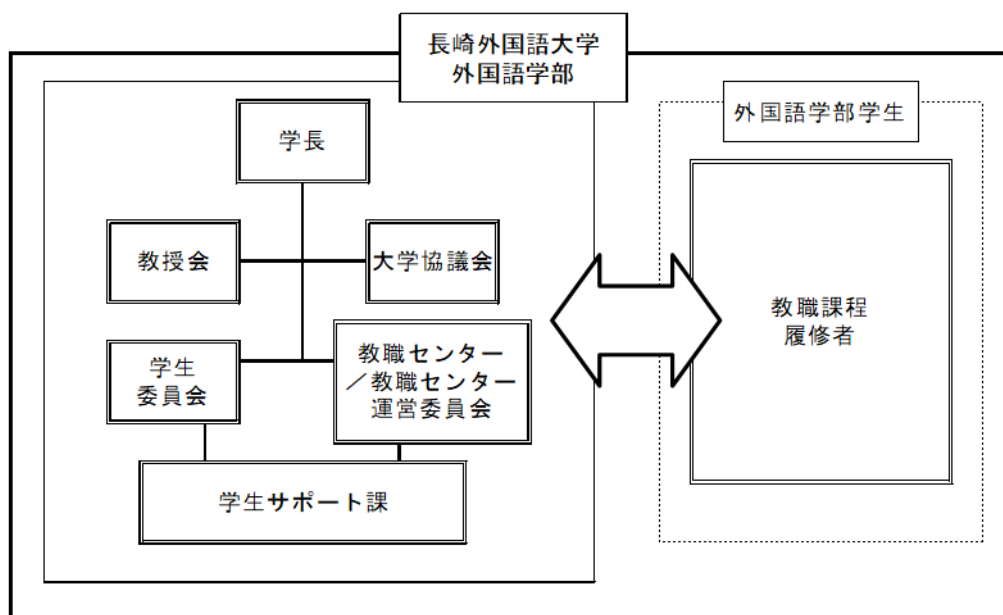 長崎外国語大学
外国語学部
外国語学部学生
学長
教授会
大学協議会
教職課程
履修者
学生
委員会
教職センター
／教職センター
運営委員会
学生サポート課